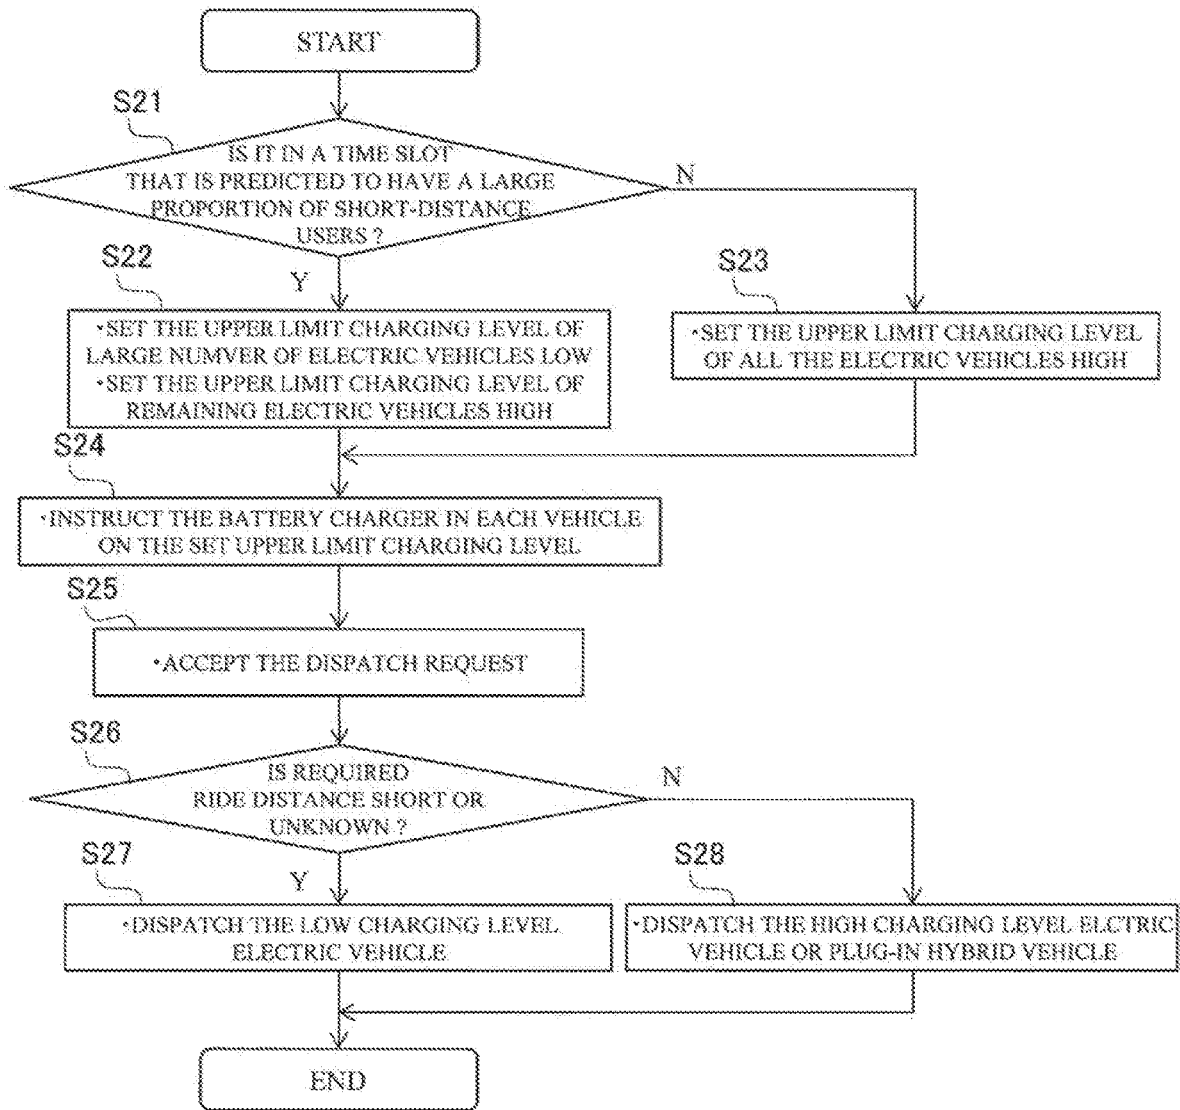 START
S21
IS IT IN A TIME SLOT
THAT IS PREDICTED TO HAVE A LARGE
PROPORTION OF SHORT-DISTANCE
USERS ?
N
S22
Y
S23
・SET THE UPPER LIMIT CHARGING LEVEL OF
LARGE NUMVER OF ELECTRIC VEHICLES LOW
・SET THE UPPER LIMIT CHARGING LEVEL OF
REMAINING ELECTRIC VEHICLES HIGH
・SET THE UPPER LIMIT CHARGING LEVEL
OF ALL THE ELECTRIC VEHICLES HIGH
S24
・INSTRUCT THE BATTERY CHARGER IN EACH VEHICLE
ON THE SET UPPER LIMIT CHARGING LEVEL
S25
・ACCEPT THE DISPATCH REQUEST
S26
IS REQUIRED
RIDE DISTANCE SHORT OR
UNKNOWN ?
N
S27
Y
S28
・DISPATCH THE LOW CHARGING LEVEL
ELECTRIC VEHICLE
・DISPATCH THE HIGH CHARGING LEVEL ELCTRIC
VEHICLE OR PLUG-IN HYBRID VEHICLE
END